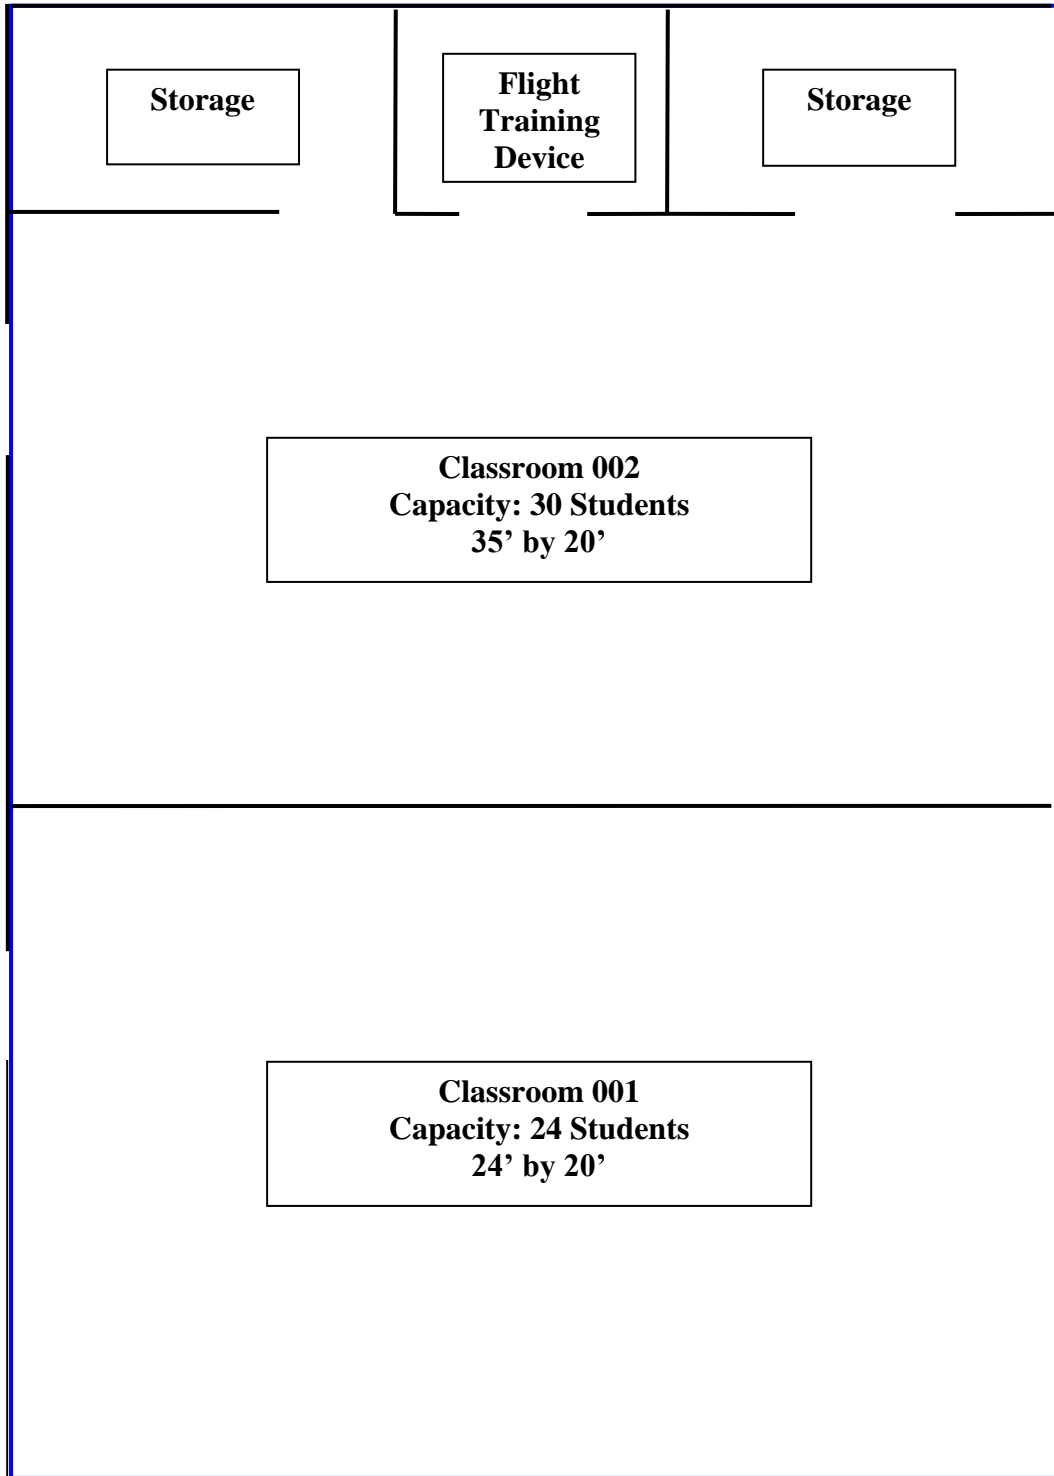 Storage
Flight
Training
Device
Storage
Classroom 002
Capacity: 30 Students
35’ by 20’
Classroom 001
Capacity: 24 Students
24’ by 20’